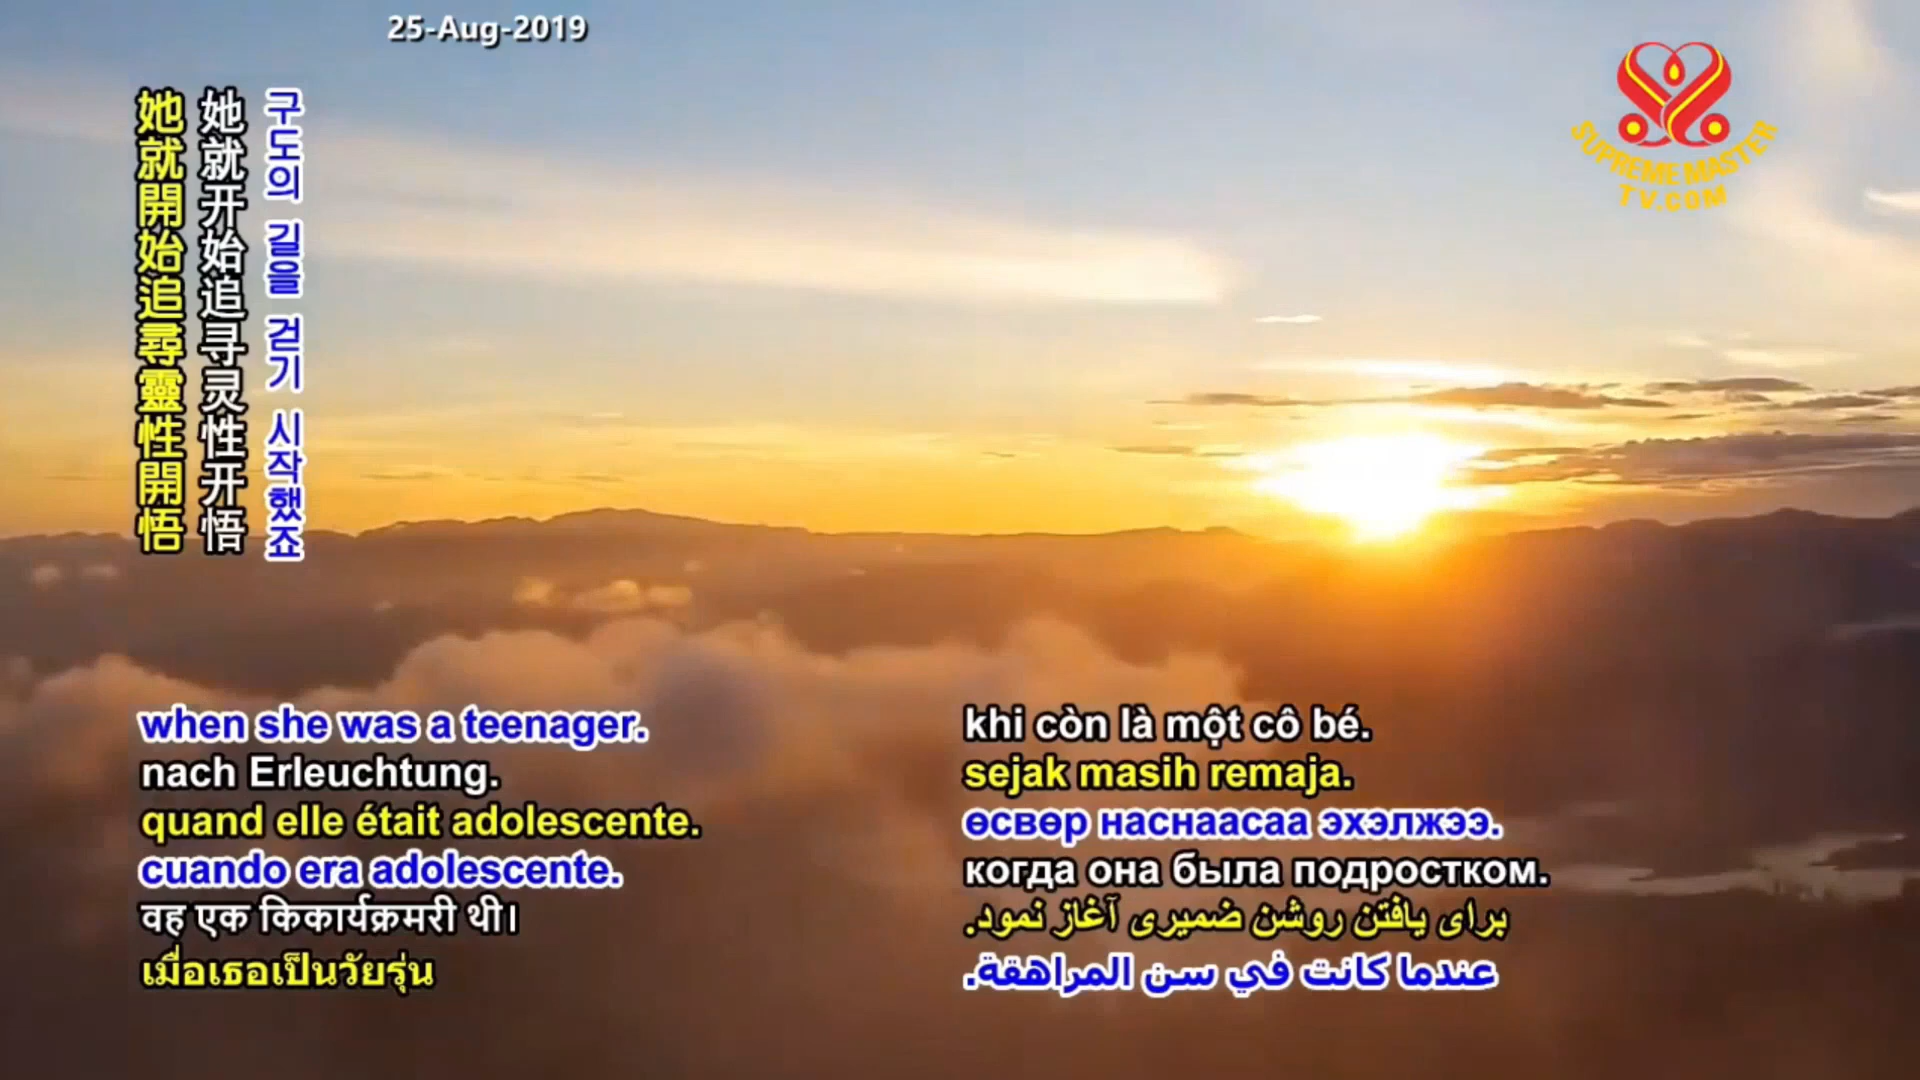 25-Aug-2019
SUPREME MASTER
TV.COM
구도의 길을 걷기 시작했죠
她就开始追寻灵性开悟
她就開始追尋靈性開悟
when she was a teenager.
nach Erleuchtung.
quand elle était adolescente.
cuando era adolescente.
वह एक किकार्यक्रमरी थी।
เมื่อเธอเป็นวัยรุ่น
khi còn là một cô bé.
sejak masih remaja.
өсвөр наснаасаа эхэлжээ.
когда она была подростком.
برای یافتن روشن ضمیری آغاز نمود.
عندما كانت في سن المراهقة.